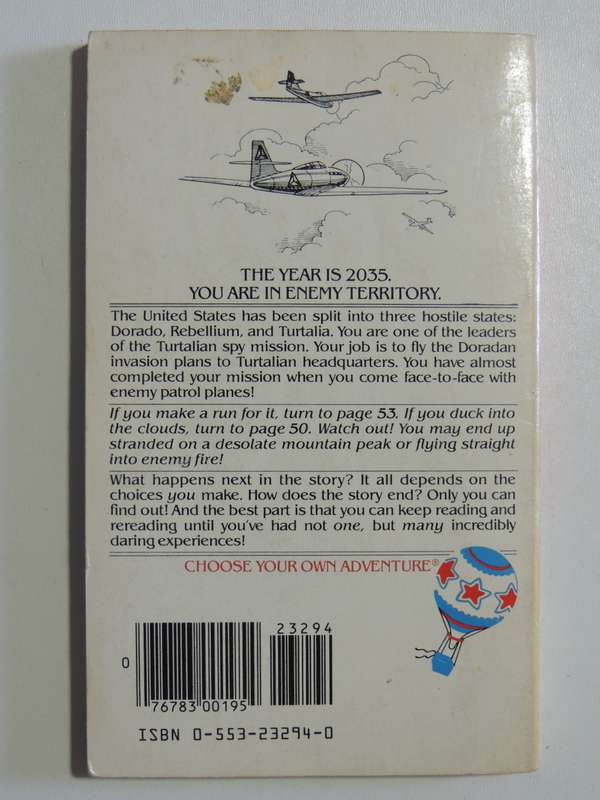 THE YEAR IS 2035.
YOU ARE IN ENEMY TERRITORY.
The United States has been split into three hostile states:
Dorado, Rebellium, and Turtalia. You are one of the leaders
of the Turtalian spy mission. Your job is to fly the Doradan
invasion plans to Turtalian headquarters. You have almost
completed your mission when you come face-to-face with
enemy patrol planes!
If you make a run for it, turn to page 53. If you duck into
the clouds, turn to page 50. Watch out! You may end up
stranded on a desolate mountain peak or flying straight
into enemy fire!
What happens next in the story? It all depends on the
choices you make. How does the story end? Only you can
find out! And the best part is that you can keep reading and
rereading until you've had not one, but many incredibly
daring experiences!
CHOOSE YOUR OWN ADVENTURE®
23294
0
76783 00195
ISBN 0-553-23294-0